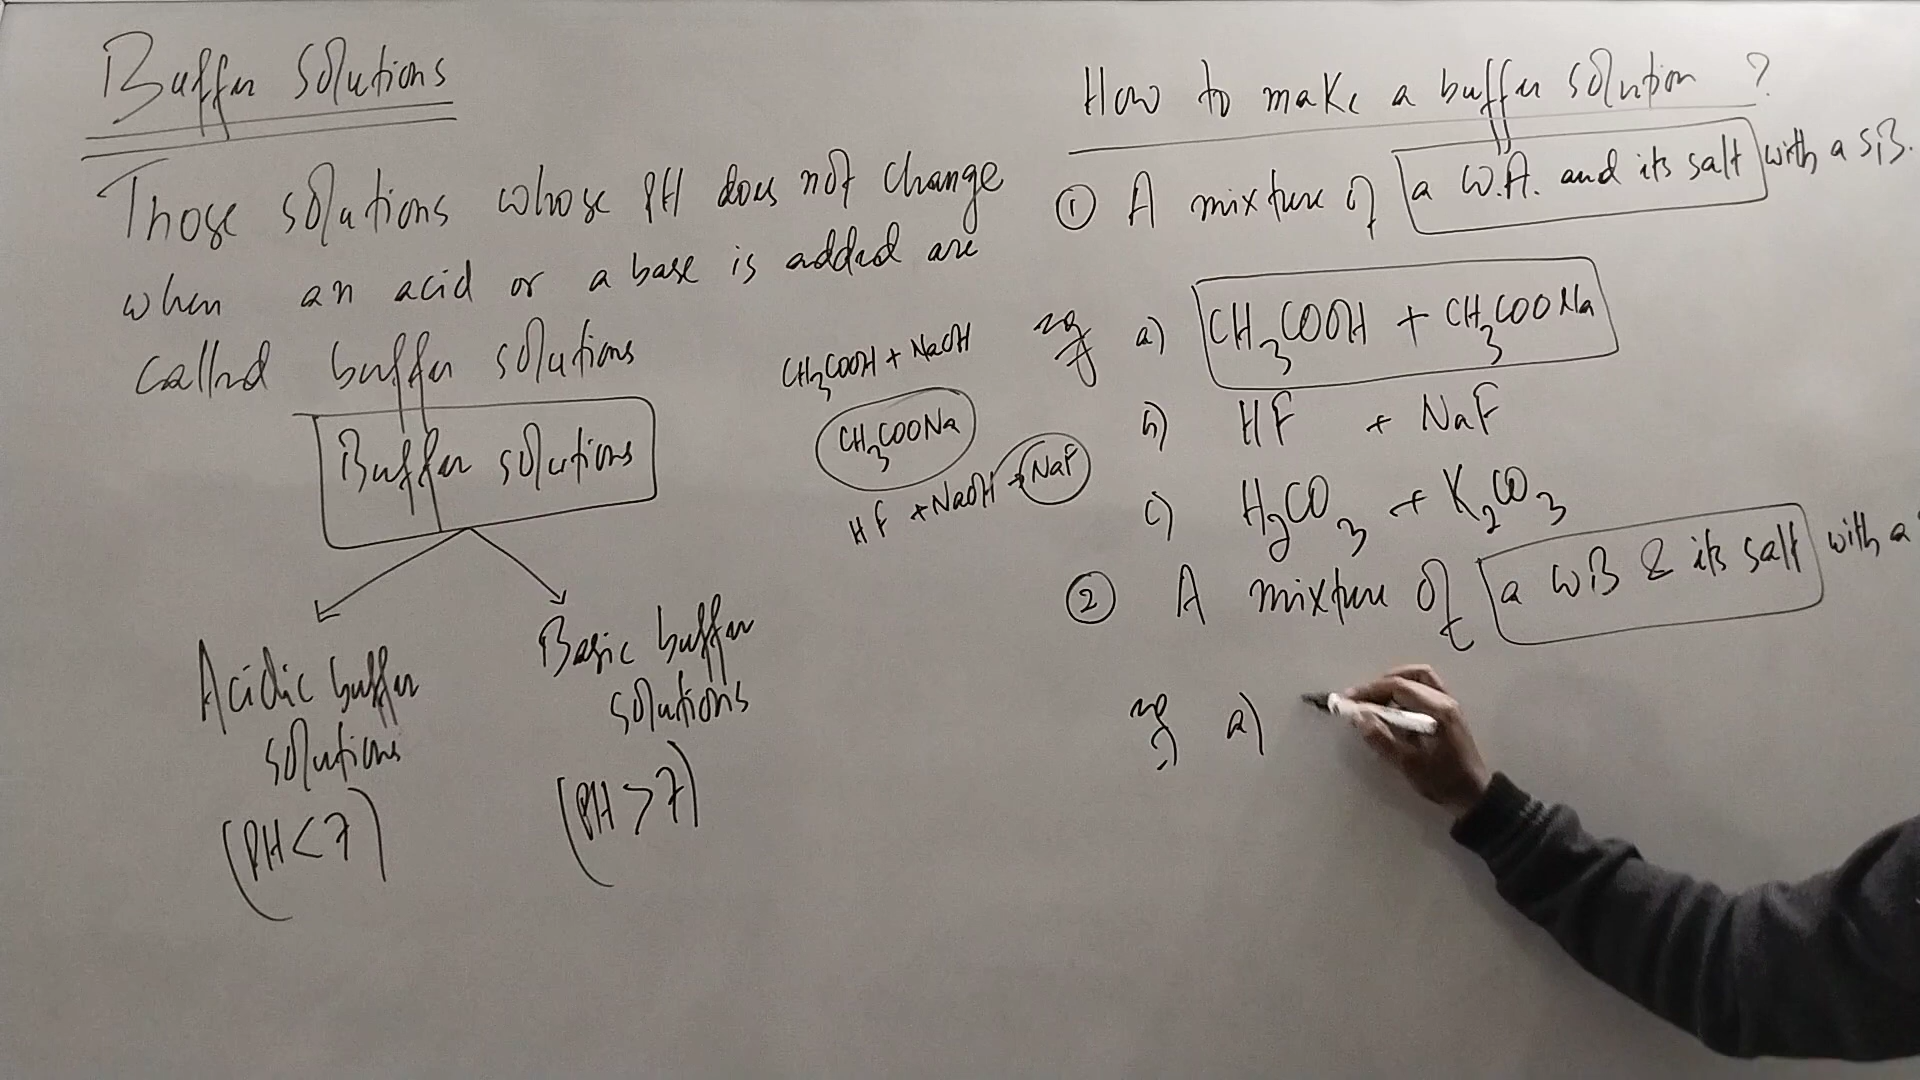 Buffer solutions
Those solutions whose PH does not change
when an acid or a base is added are
called buffer solutions
Buffer solutions
Acidic buffer
solutions
(PH < 7)
Basic buffer
solutions
(PH > 7)
CH₃COOH + NaOH
CH₃COONa
HF + NaOH → NaF
How to make a buffer solution ?
① A mixture of a W.A. and its salt with a S.B.
eg a) CH₃COOH + CH₃COONa
b) HF + NaF
c) H₂CO₃ + K₂CO₃
② A mixture of a WB & its salt with a
eg a)